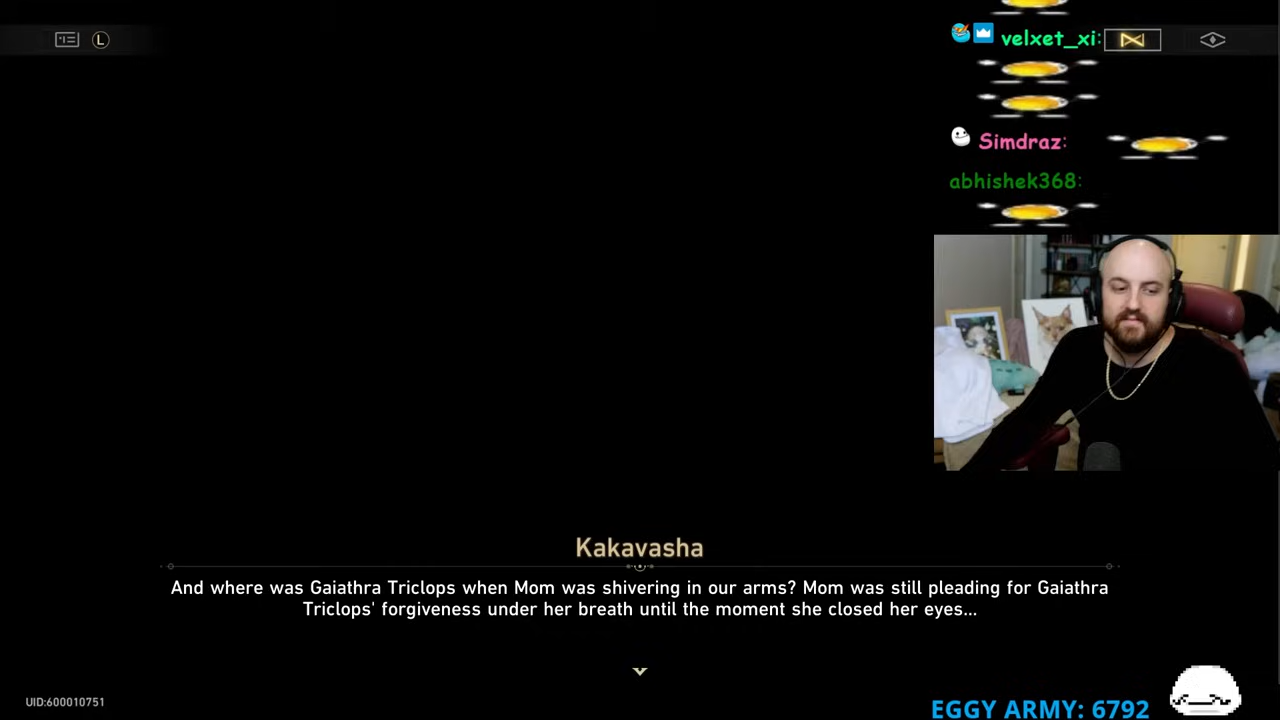 L
velxet_xi:
Simdraz:
abhishek368:
Kakavasha
And where was Gaiathra Triclops when Mom was shivering in our arms? Mom was still pleading for Gaiathra
Triclops' forgiveness under her breath until the moment she closed her eyes...
UID:600010751
EGGY ARMY: 6792